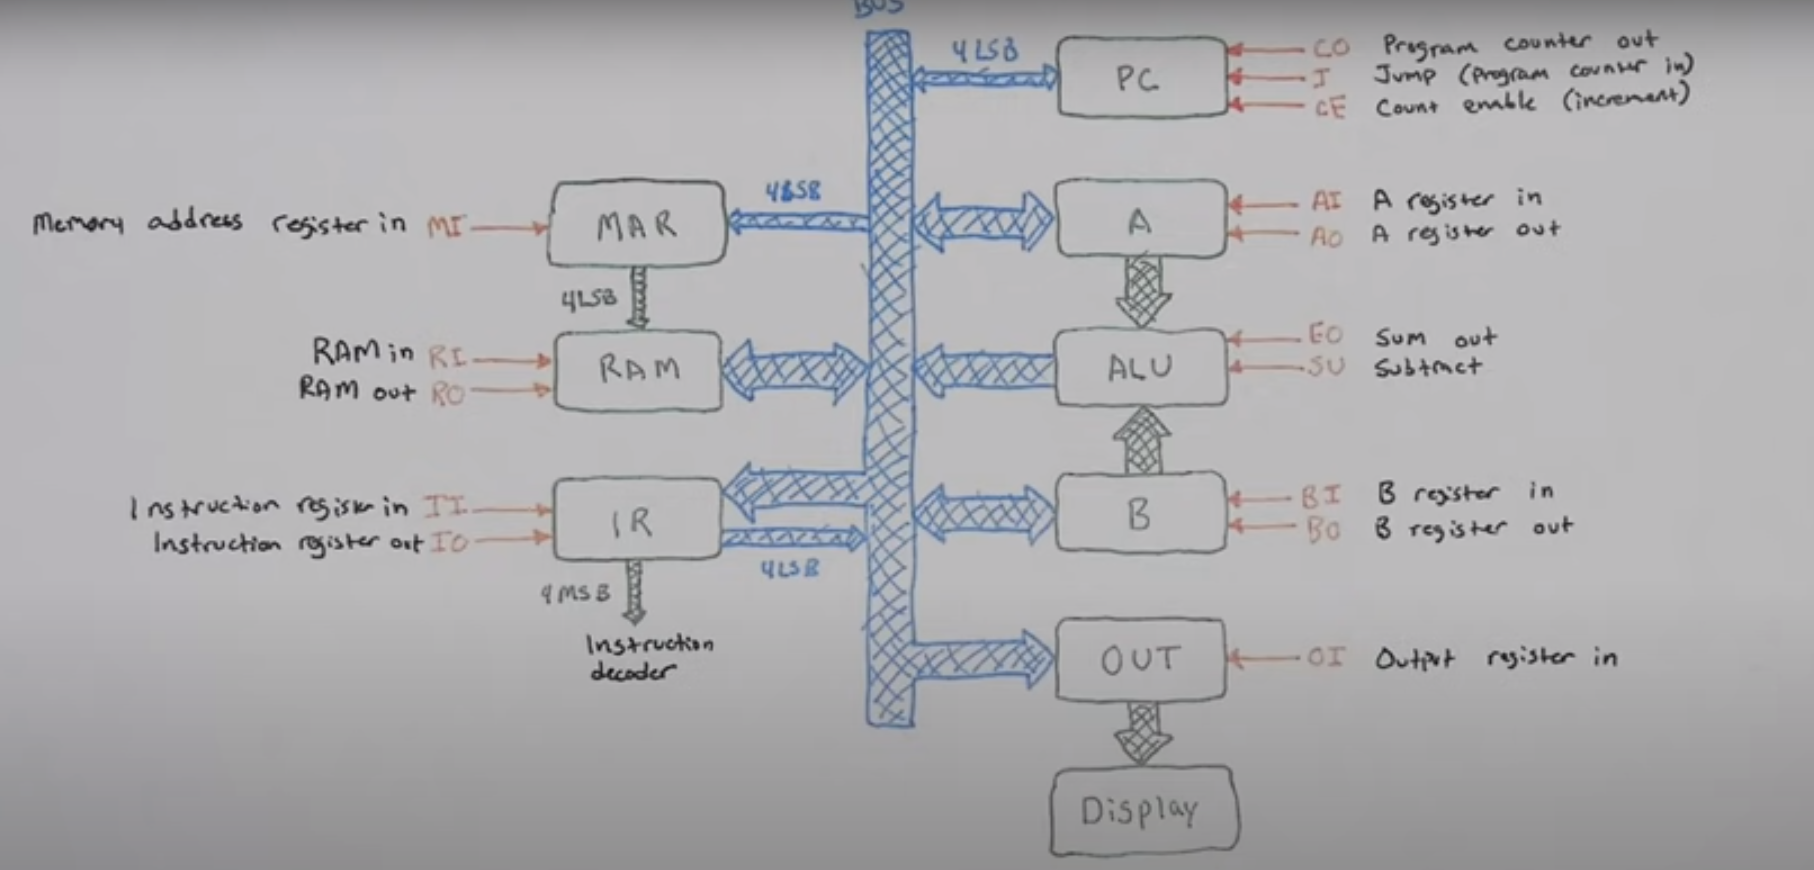 BUS
4LSB
PC
CO Program counter out
J Jump (program counter in)
CE Count enable (increment)
Memory address register in MI
MAR
4LSB
A
AI A register in
AO A register out
4LSB
RAM in RI
RAM out RO
RAM
ALU
EO Sum out
SU Subtract
Instruction register in II
Instruction register out IO
IR
4LSB
B
BI B register in
BO B register out
4MSB
Instruction
decoder
OUT
OI Output register in
Display